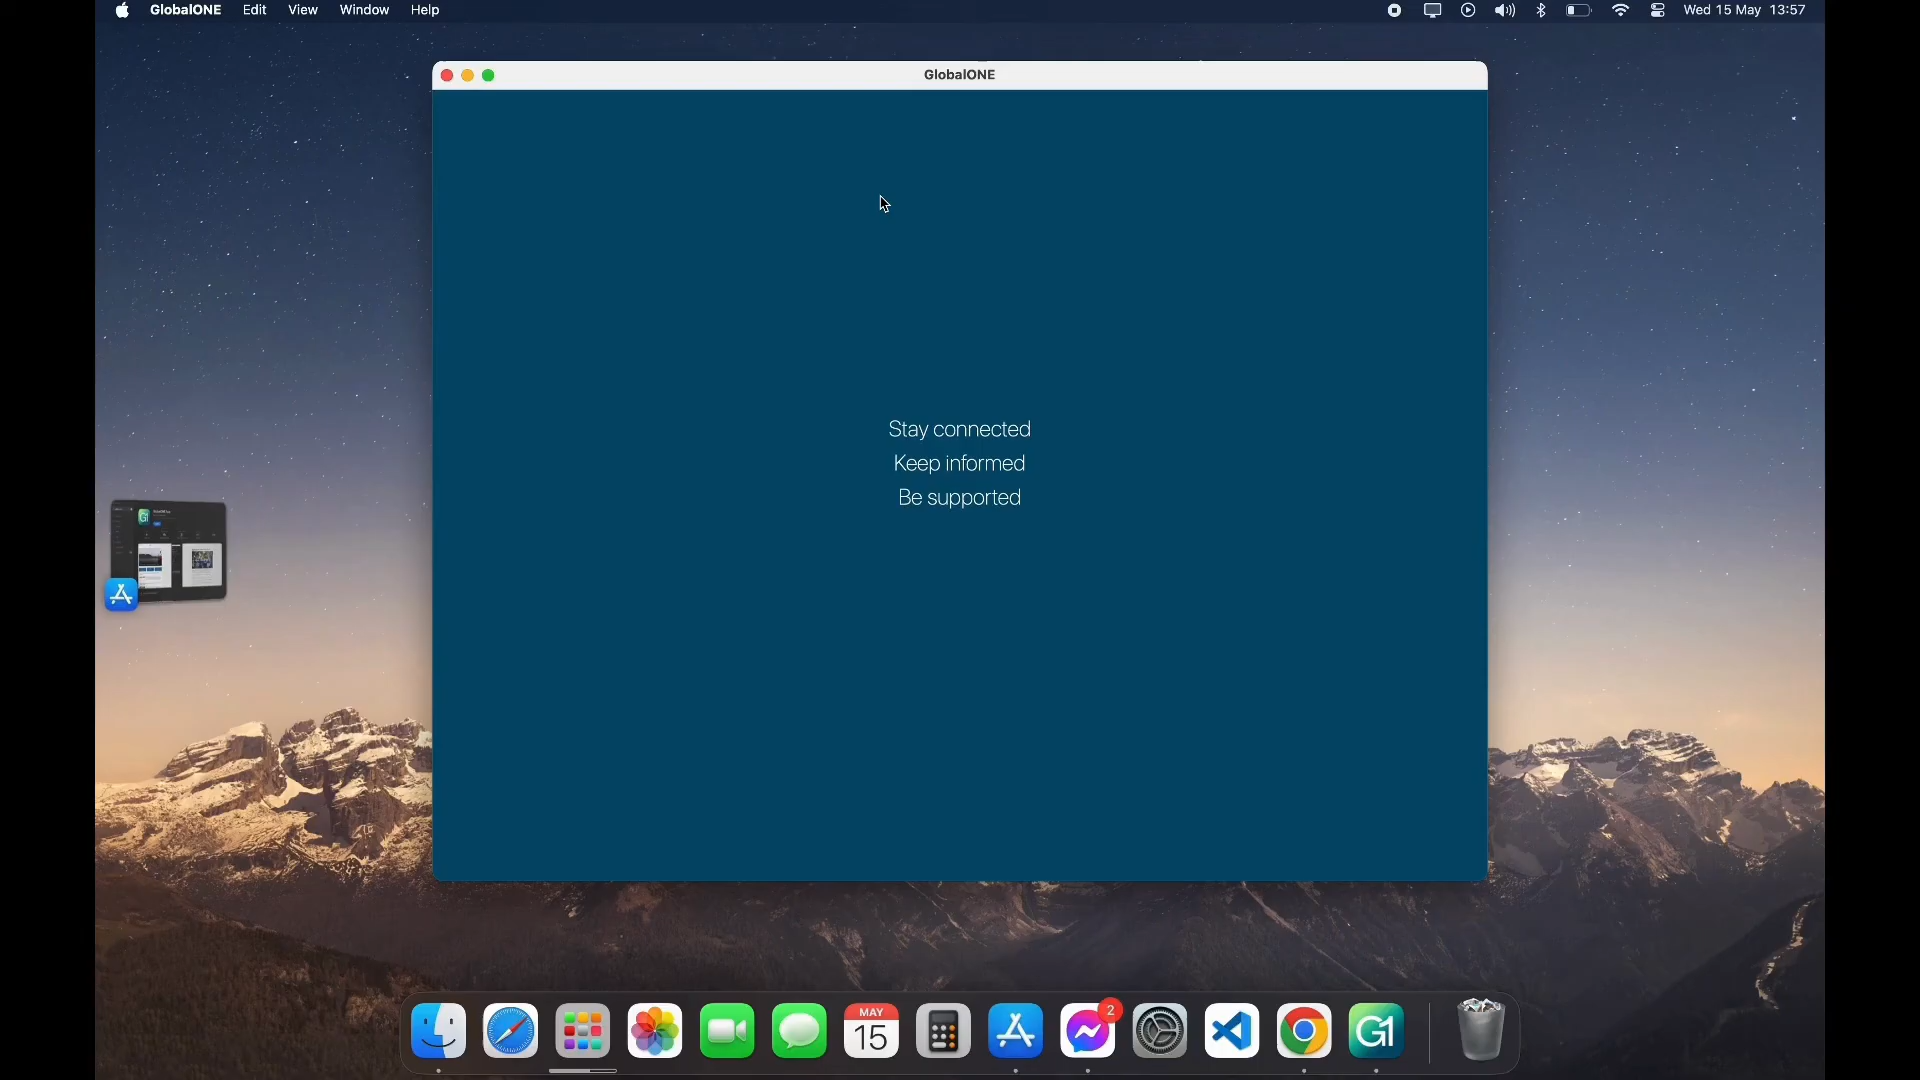 GlobalONE Edit View Window Help Wed 15 May 13:57
GlobalONE
Stay connected
Keep informed
Be supported
MAY
15
2
G1